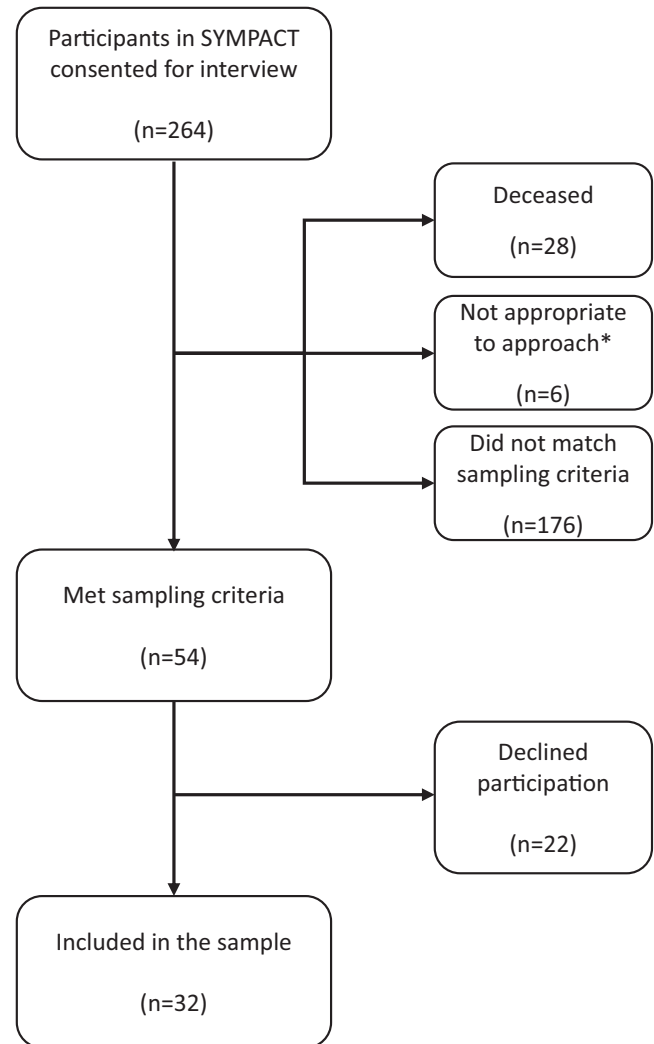 Participants in SYMPACT
consented for interview
(n=264)
Deceased
(n=28)
Not appropriate
to approach*
(n=6)
Did not match
sampling criteria
(n=176)
Met sampling criteria
(n=54)
Declined
participation
(n=22)
Included in the sample
(n=32)